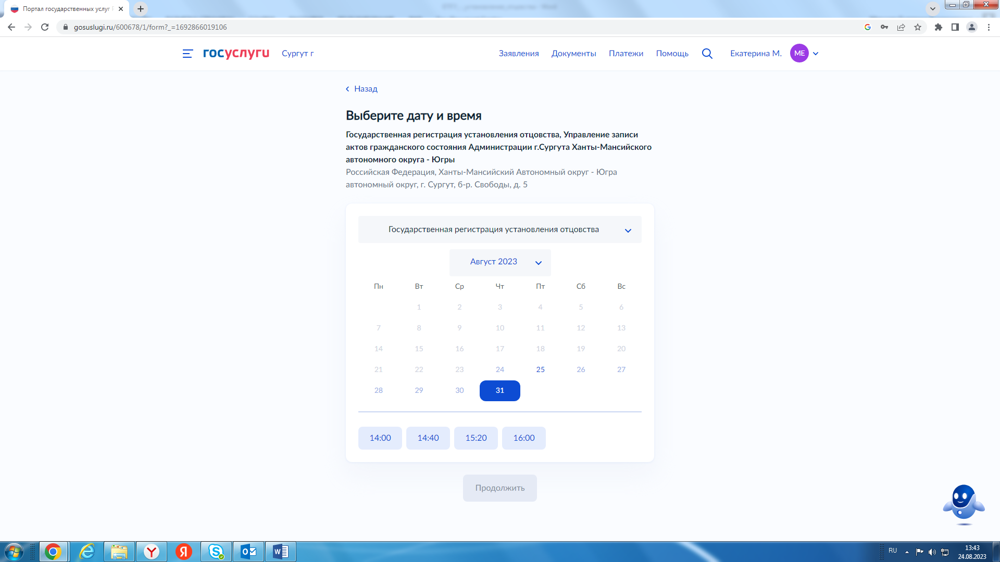 Портал государственных услуг
gosuslugi.ru/600678/1/form?_=1692866019106
госуслуги Сургут г Заявления Документы Платежи Помощь Екатерина М. МЕ
Назад
Выберите дату и время
Государственная регистрация установления отцовства, Управление записи
актов гражданского состояния Администрации г.Сургута Ханты-Мансийского
автономного округа - Югры
Российская Федерация, Ханты-Мансийский Автономный округ - Югра
автономный округ, г. Сургут, б-р. Свободы, д. 5
Государственная регистрация установления отцовства
Август 2023
Пн Вт Ср Чт Пт Сб Вс
1 2 3 4 5 6
7 8 9 10 11 12 13
14 15 16 17 18 19 20
21 22 23 24 25 26 27
28 29 30 31
14:00 14:40 15:20 16:00
Продолжить
RU
13:43
24.08.2023